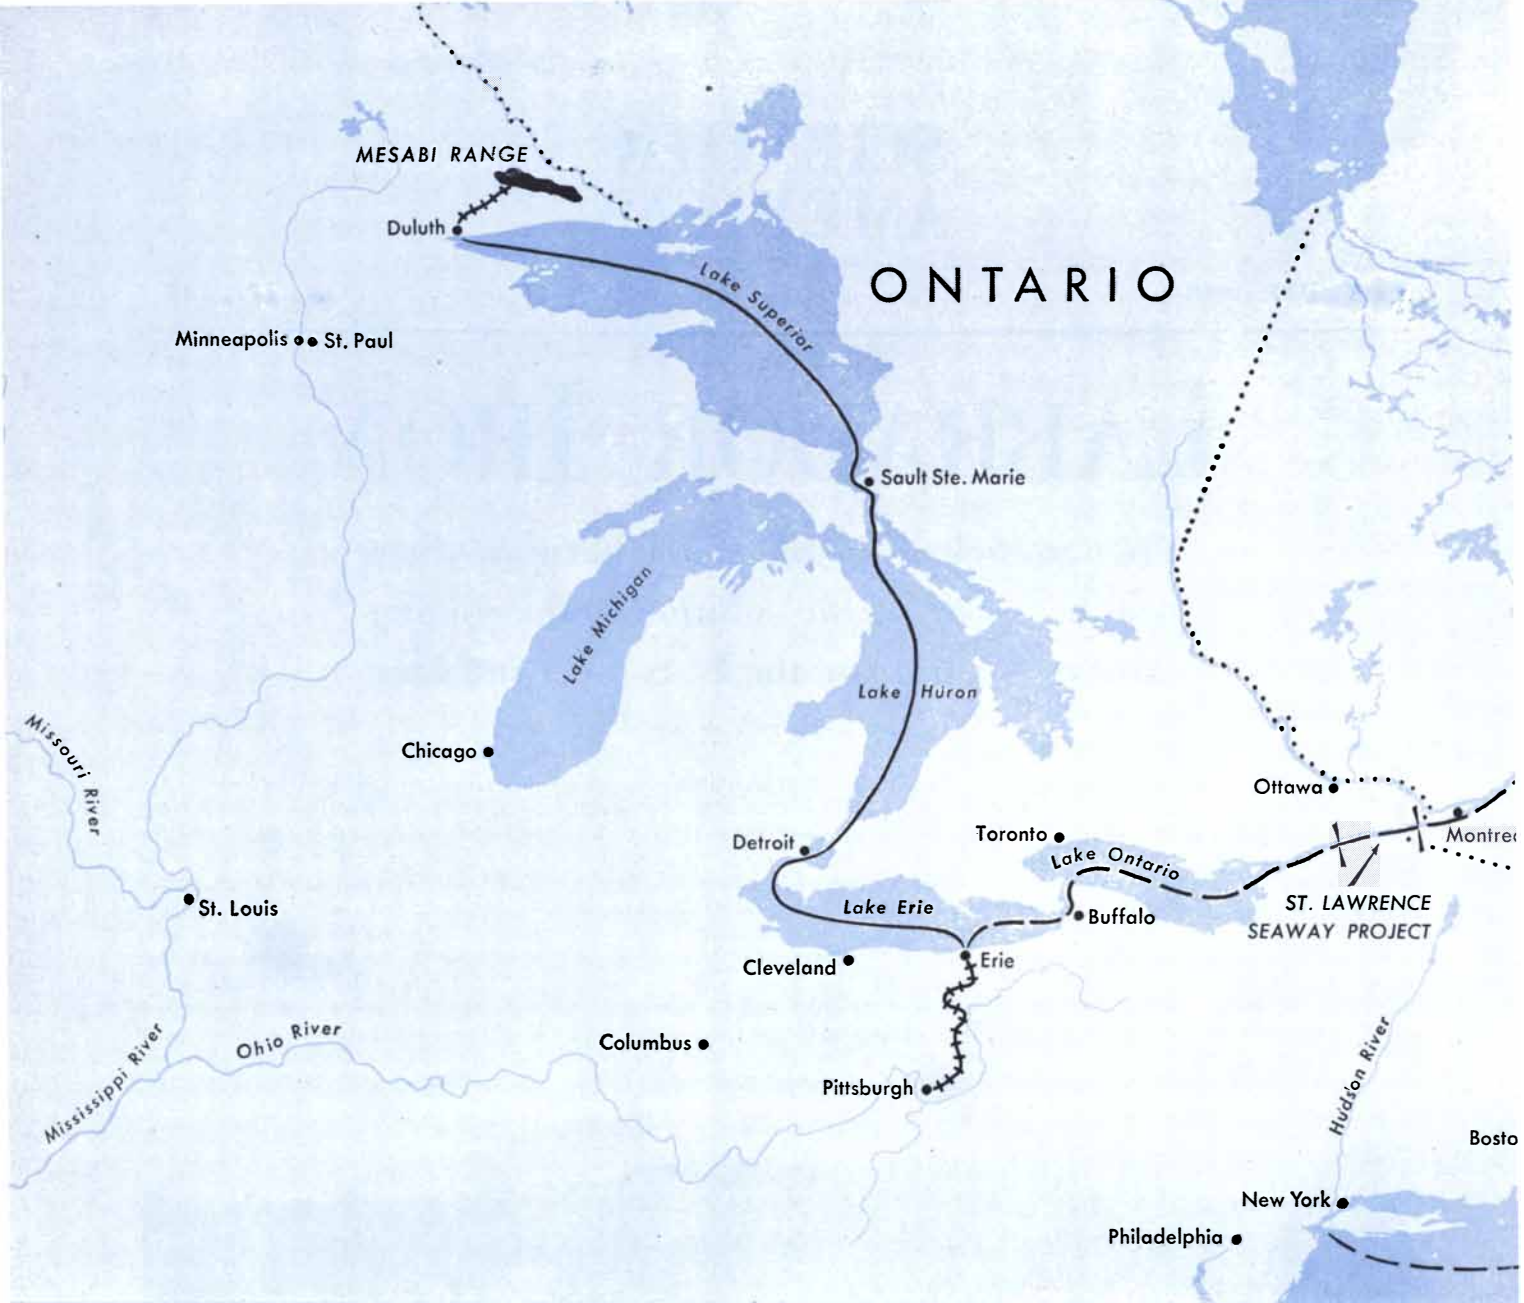 MESABI RANGE
Duluth
Lake Superior
ONTARIO
Minneapolis
St. Paul
Sault Ste. Marie
Lake Michigan
Lake Huron
Missouri River
Chicago
Ottawa
Detroit
Toronto
Lake Ontario
Montrea
St. Louis
Lake Erie
Buffalo
ST. LAWRENCE
SEAWAY PROJECT
Cleveland
Erie
Mississippi River
Ohio River
Columbus
Pittsburgh
Hudson River
Bosto
New York
Philadelphia